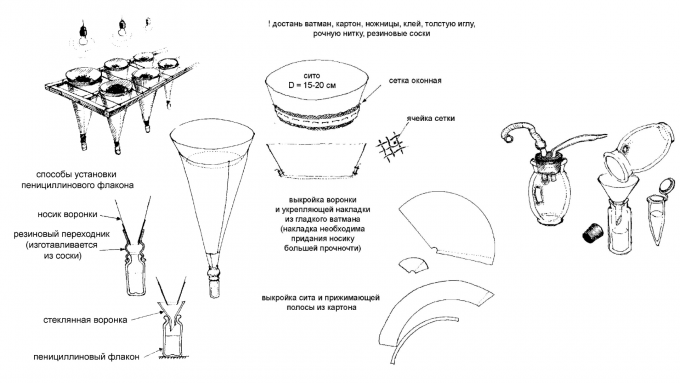 ! достань ватман, картон, ножницы, клей, толстую иглу,
рочную нитку, резиновые соски
сито
D = 15-20 см
сетка оконная
ячейка сетки
способы установки
пенициллинового флакона
носик воронки
резиновый переходник
(изготавливается
из соски)
выкройка воронки
и укрепляющей накладки
из гладкого ватмана
(накладка необходима
придания носику
большей прочности)
выкройка сита и прижимающей
полосы из картона
стеклянная воронка
пенициллиновый флакон